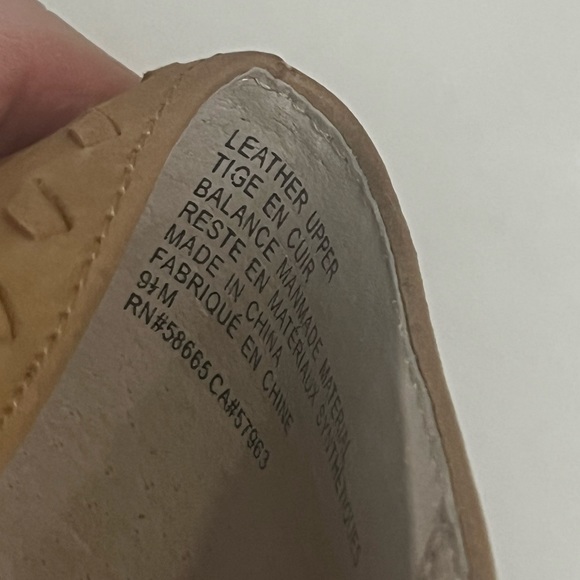 LEATHER UPPER
TIGE EN CUIR
BALANCE MANMADE MATERIAL
RESTE EN MATÉRIAUX SYNTHETIQUES
MADE IN CHINA
FABRIQUÉ EN CHINE
9½M
RN#58665 CA#57963